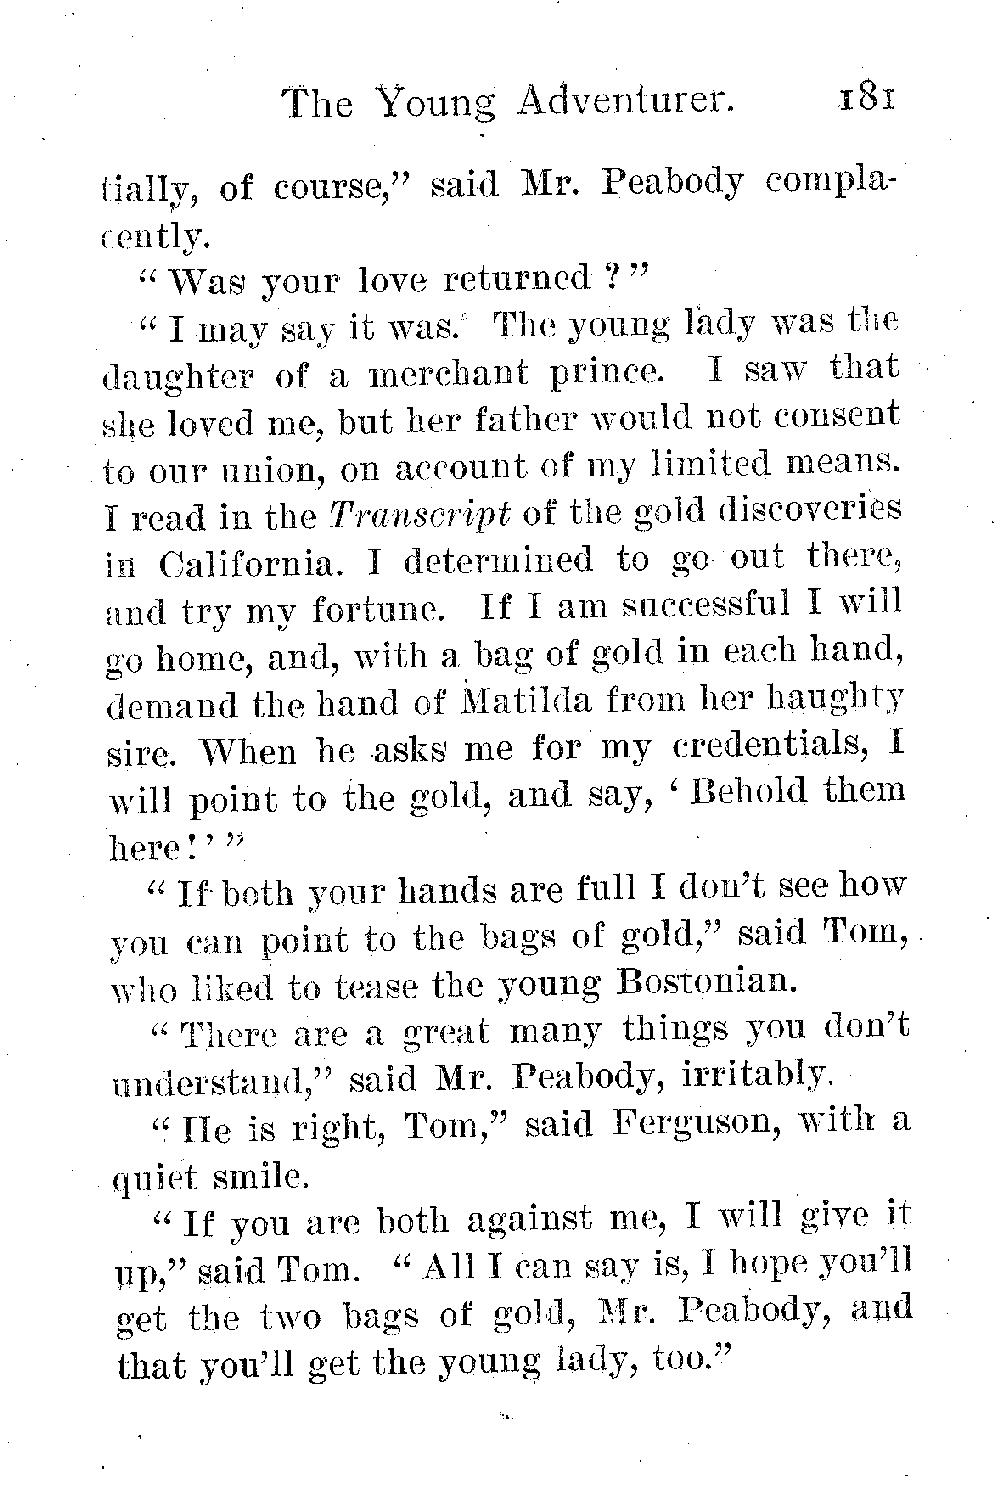 The Young Adventurer. 181
tially, of course,” said Mr. Peabody compla-
cently.
“ Was your love returned ? ”
“ I may say it was. The young lady was the
daughter of a merchant prince. I saw that
she loved me, but her father would not consent
to our union, on account of my limited means.
I read in the Transcript of the gold discoveries
in California. I determined to go out there,
and try my fortune. If I am successful I will
go home, and, with a bag of gold in each hand,
demand the hand of Matilda from her haughty
sire. When he asks me for my credentials, I
will point to the gold, and say, ‘ Behold them
here! ’ ”
“ If both your hands are full I don’t see how
you can point to the bags of gold,” said Tom,
who liked to tease the young Bostonian.
“ There are a great many things you don’t
understand,” said Mr. Peabody, irritably.
“ He is right, Tom,” said Ferguson, with a
quiet smile.
“ If you are both against me, I will give it
up,” said Tom. “ All I can say is, I hope you’ll
get the two bags of gold, Mr. Peabody, and
that you’ll get the young lady, too.”